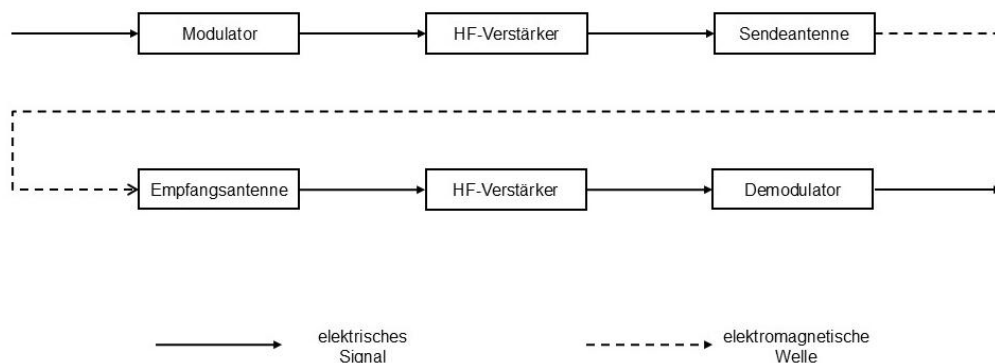 Modulator
HF-Verstärker
Sendeantenne
Empfangsantenne
HF-Verstärker
Demodulator
elektrisches
Signal
elektromagnetische
Welle